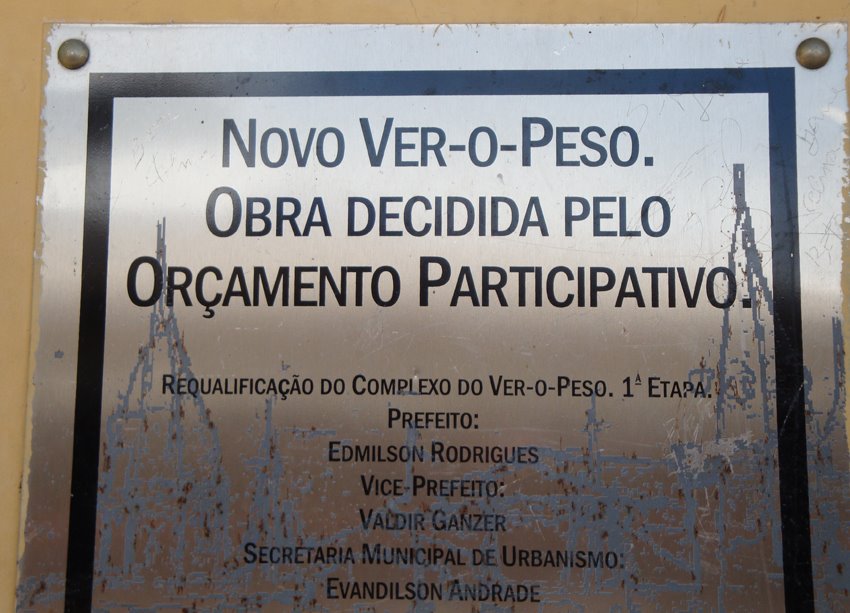 NOVO VER-O-PESO.
OBRA DECIDIDA PELO
ORÇAMENTO PARTICIPATIVO.
REQUALIFICAÇÃO DO COMPLEXO DO VER-O-PESO. 1ª ETAPA.
PREFEITO:
EDMILSON RODRIGUES
VICE-PREFEITO:
VALDIR GANZER
SECRETARIA MUNICIPAL DE URBANISMO:
EVANDILSON ANDRADE